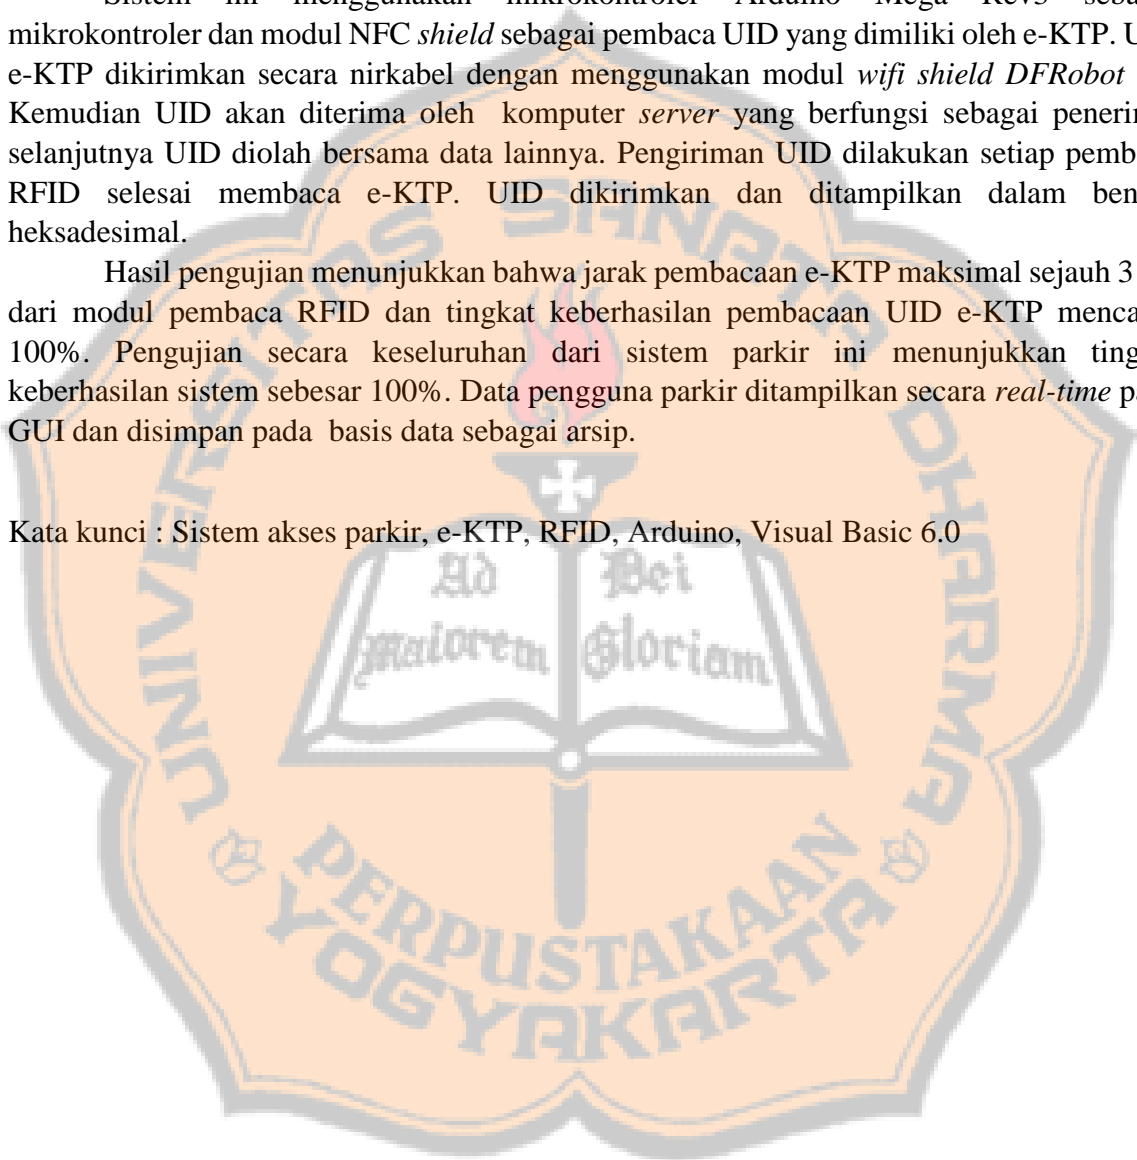 Sistem ini menggunakan mikrokontroler Arduino Mega Rev3
mikrokontroler dan modul NFC shield sebagai pembaca UID yang dimiliki oleh e-KTP.
e-KTP dikirimkan secara nirkabel dengan menggunakan modul wifi shield DFRobot
Kemudian UID akan diterima oleh komputer server yang berfungsi sebagai
selanjutnya UID diolah bersama data lainnya. Pengiriman UID dilakukan setiap
RFID selesai membaca e-KTP. UID dikirimkan dan ditampilkan dalam
heksadesimal.
Hasil pengujian menunjukkan bahwa jarak pembacaan e-KTP maksimal sejauh 3
dari modul pembaca RFID dan tingkat keberhasilan pembacaan UID e-KTP
100%. Pengujian secara keseluruhan dari sistem parkir ini menunjukkan
keberhasilan sistem sebesar 100%. Data pengguna parkir ditampilkan secara real-time
GUI dan disimpan pada basis data sebagai arsip.
Kata kunci : Sistem akses parkir, e-KTP, RFID, Arduino, Visual Basic 6.0
UNIVERSITAS SANATA DHARMA
Ad Dei
maiorem Gloriam
PERPUSTAKAAN
YOGYAKARTA